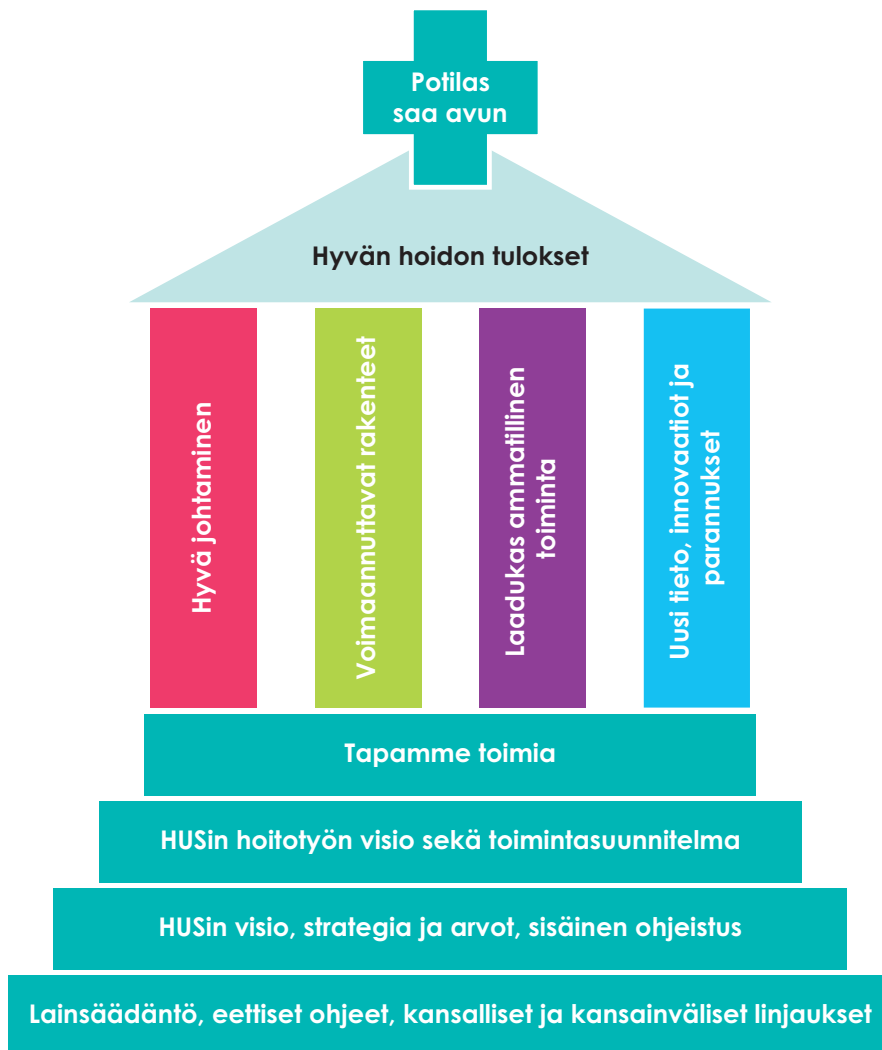 Potilas
saa avun
Hyvän hoidon tulokset
Hyvä johtaminen
Voimaannuttavat rakenteet
Laadukas ammatillinen
toiminta
Uusi tieto, innovaatiot ja
parannukset
Tapamme toimia
HUSin hoitotyön visio sekä toimintasuunnitelma
HUSin visio, strategia ja arvot, sisäinen ohjeistus
Lainsäädäntö, eettiset ohjeet, kansalliset ja kansainväliset linjaukset